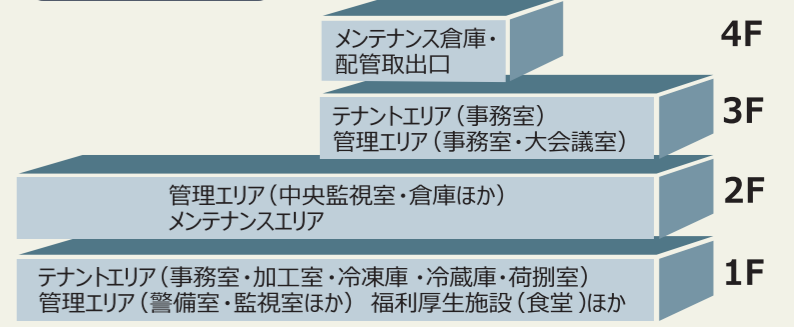 メンテナンス倉庫・
配管取出口
4F
テナントエリア（事務室）
管理エリア（事務室・大会議室）
3F
管理エリア（中央監視室・倉庫ほか）
メンテナンスエリア
2F
テナントエリア（事務室・加工室・冷凍庫・冷蔵庫・荷捌室）
管理エリア（警備室・監視室ほか） 福利厚生施設（食堂）ほか
1F